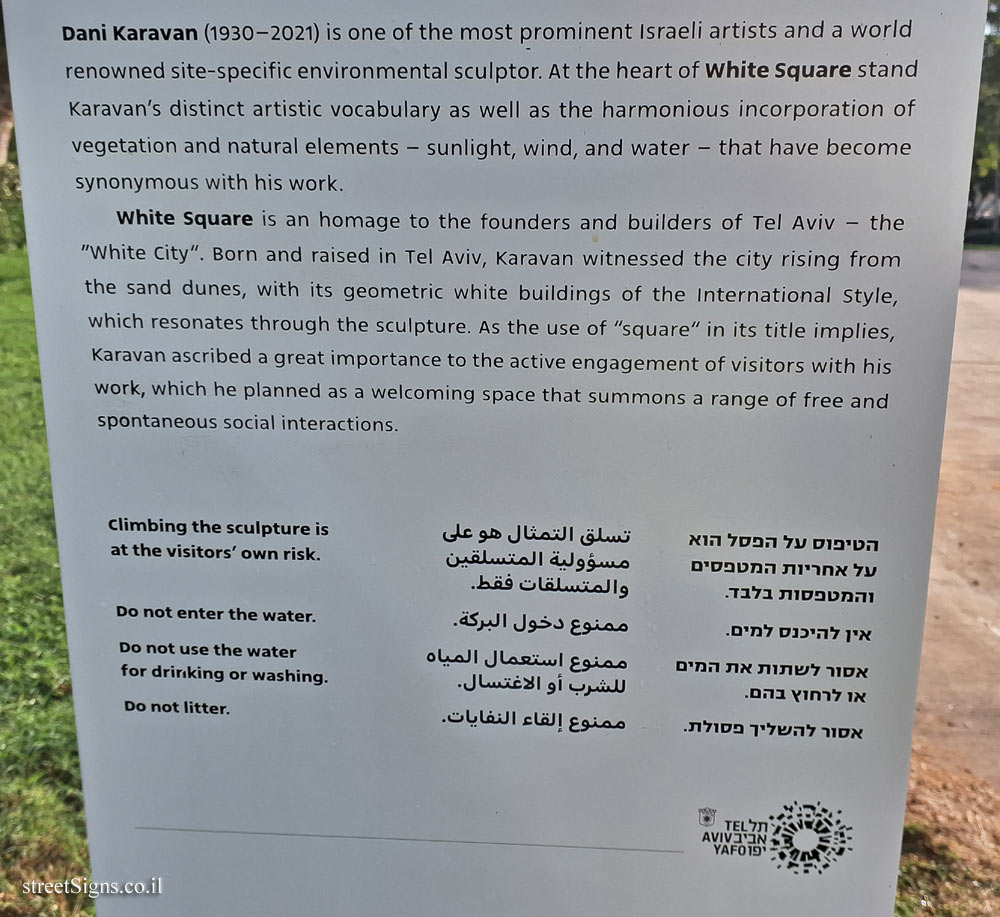 Dani Karavan (1930–2021) is one of the most prominent Israeli artists and a world
renowned site-specific environmental sculptor. At the heart of White Square stand
Karavan's distinct artistic vocabulary as well as the harmonious incorporation of
vegetation and natural elements – sunlight, wind, and water – that have become
synonymous with his work.
White Square is an homage to the founders and builders of Tel Aviv – the
"White City". Born and raised in Tel Aviv, Karavan witnessed the city rising from
the sand dunes, with its geometric white buildings of the International Style,
which resonates through the sculpture. As the use of "square" in its title implies,
Karavan ascribed a great importance to the active engagement of visitors with his
work, which he planned as a welcoming space that summons a range of free and
spontaneous social interactions.
Climbing the sculpture is
at the visitors' own risk.
Do not enter the water.
Do not use the water
for drinking or washing.
Do not litter.
تسلق التمثال هو على
مسؤولية المتسلقين
والمتسلقات فقط.
ممنوع دخول البركة.
ممنوع استعمال المياه
للشرب أو الاغتسال.
ممنوع إلقاء النفايات.
הטיפוס על הפסל הוא
על אחריות המטפסים
והמטפסות בלבד.
אין להיכנס למים.
אסור לשתות את המים
או לרחוץ בהם.
אסור להשליך פסולת.
TEL תל
AVIV אביב
YAFO יפו
streetSigns.co.il